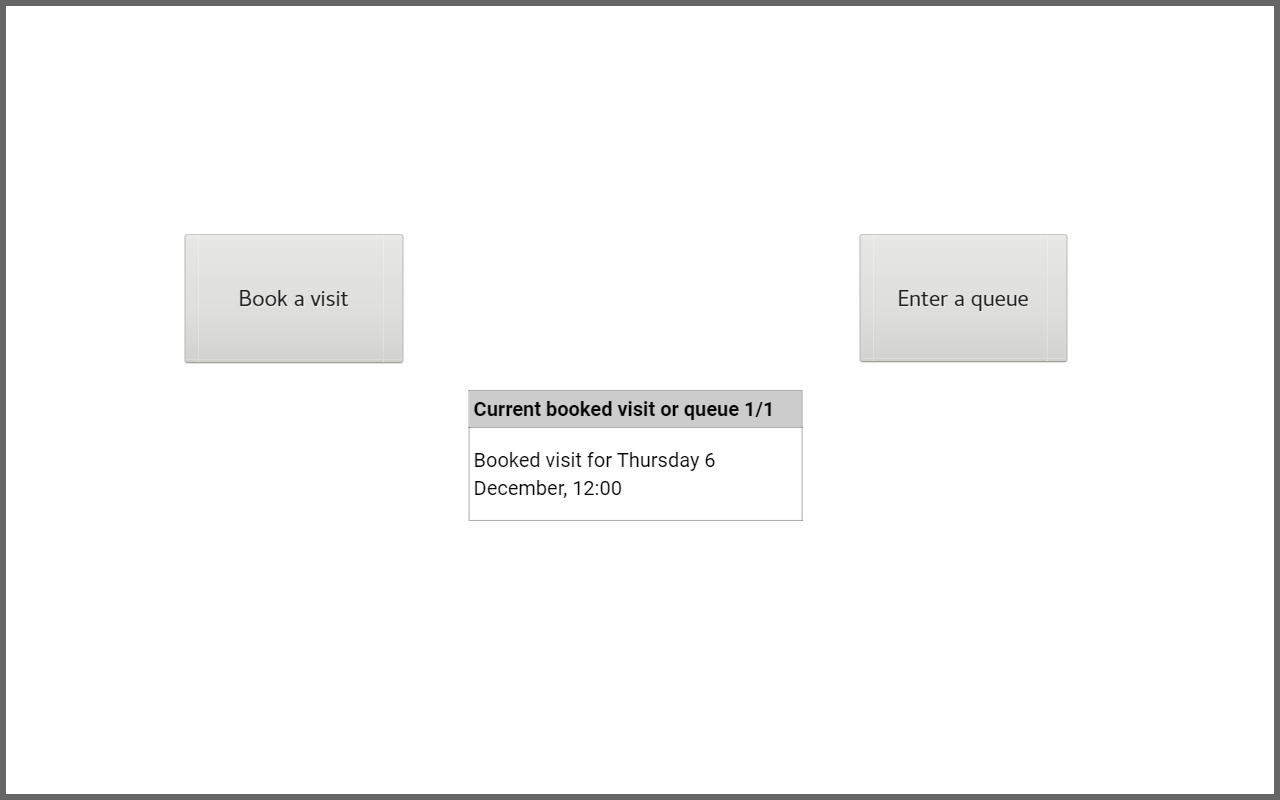 Book a visit
Enter a queue
Current booked visit or queue 1/1
Booked visit for Thursday 6
December, 12:00